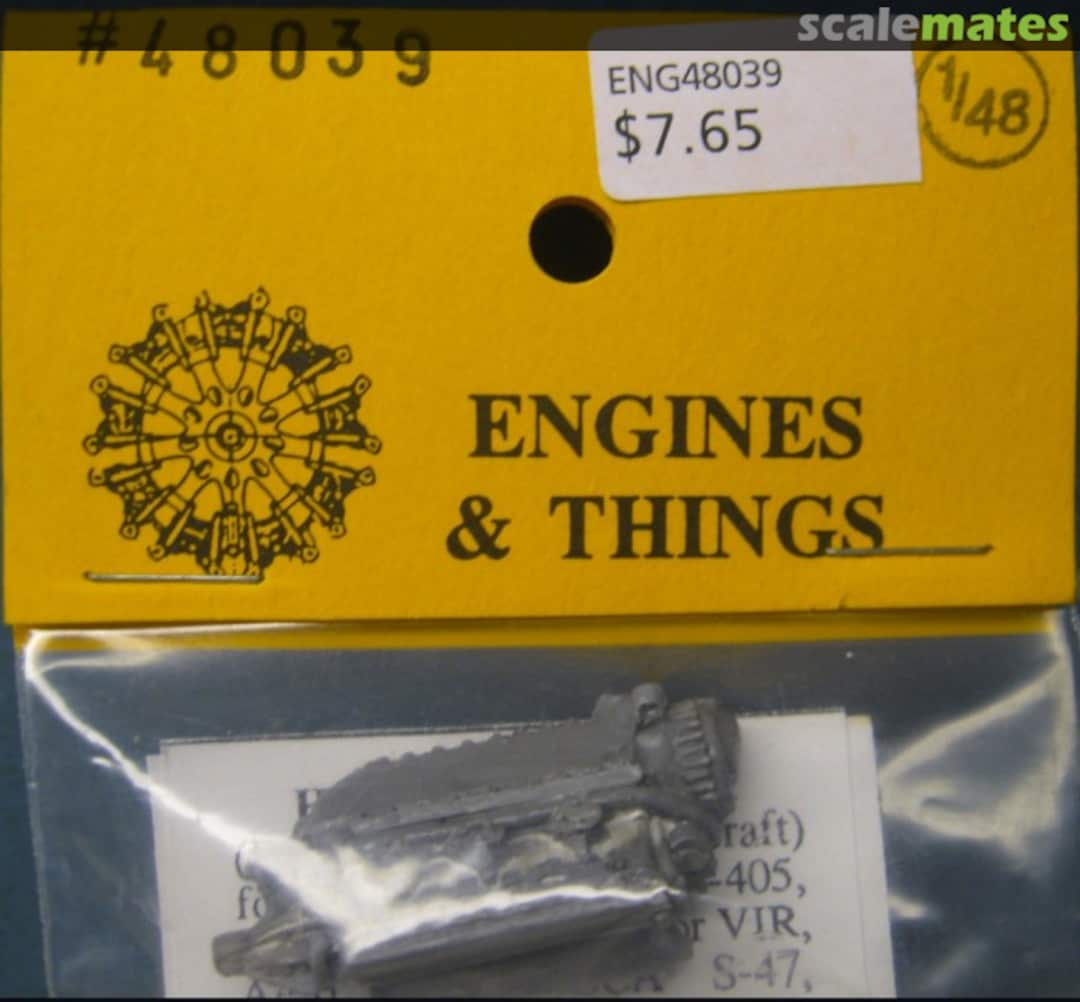 scalemates
#48039
ENG48039
$7.65
1/48
ENGINES
& THINGS
raft)
-405,
VIR,
S-47,